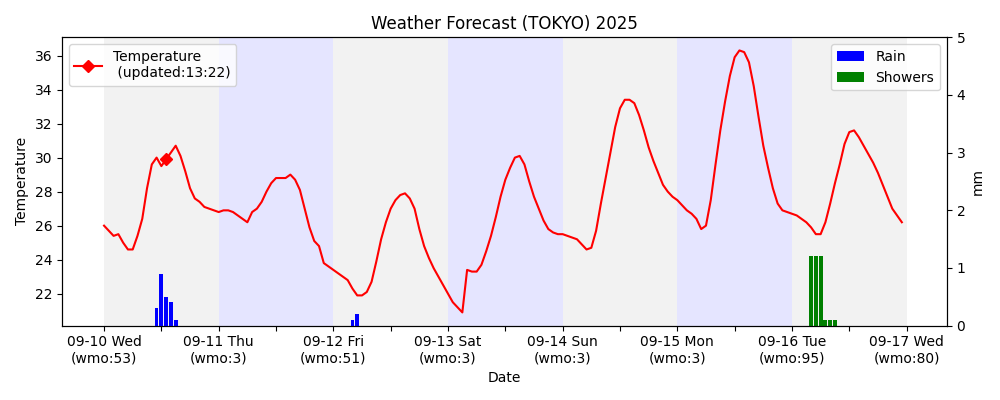 Weather Forecast (TOKYO) 2025
Temperature
(updated:13:22)
Rain
Showers
Temperature
36
34
32
30
28
26
24
22
5
4
3
2
1
0
mm
09-10 Wed
(wmo:53)
09-11 Thu
(wmo:3)
09-12 Fri
(wmo:51)
09-13 Sat
(wmo:3)
09-14 Sun
(wmo:3)
09-15 Mon
(wmo:3)
09-16 Tue
(wmo:95)
09-17 Wed
(wmo:80)
Date